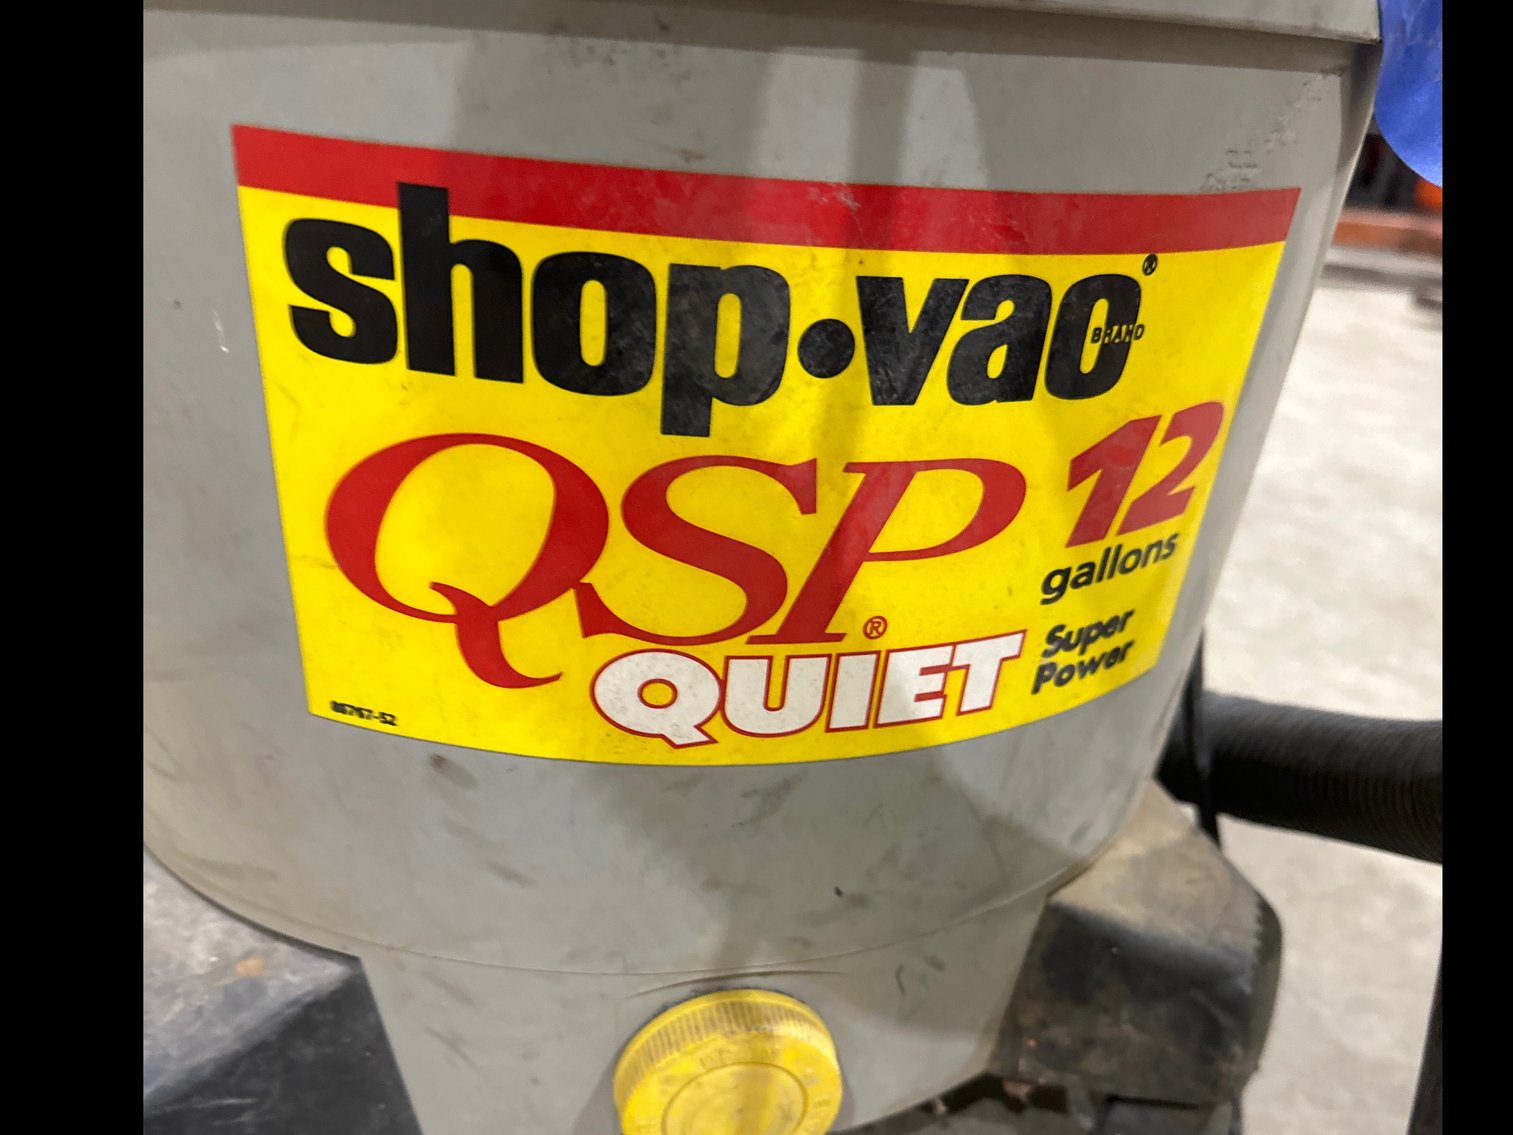 shop·vac®
BRAND
QSP®
12
gallons
QUIET
Super
Power